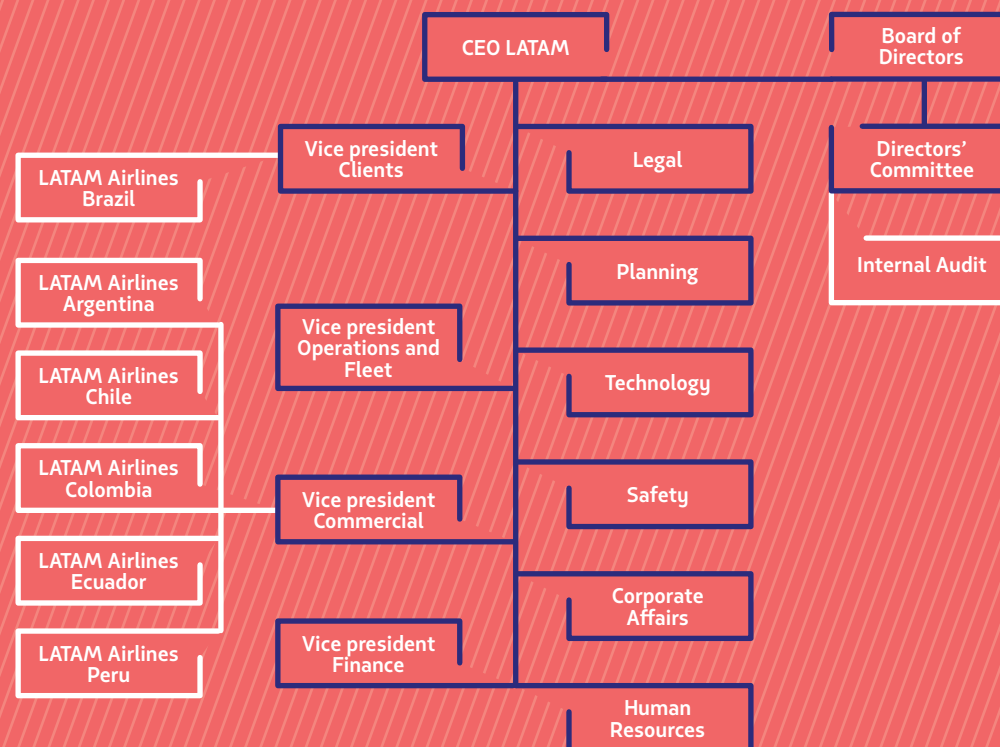 CEO LATAM
Board of
Directors
Vice president
Clients
Legal
Directors’
Committee
LATAM Airlines
Brazil
LATAM Airlines
Argentina
Planning
Internal Audit
Vice president
Operations and
Fleet
LATAM Airlines
Chile
Technology
LATAM Airlines
Colombia
Vice president
Commercial
Safety
LATAM Airlines
Ecuador
Corporate
Affairs
Vice president
Finance
LATAM Airlines
Peru
Human
Resources